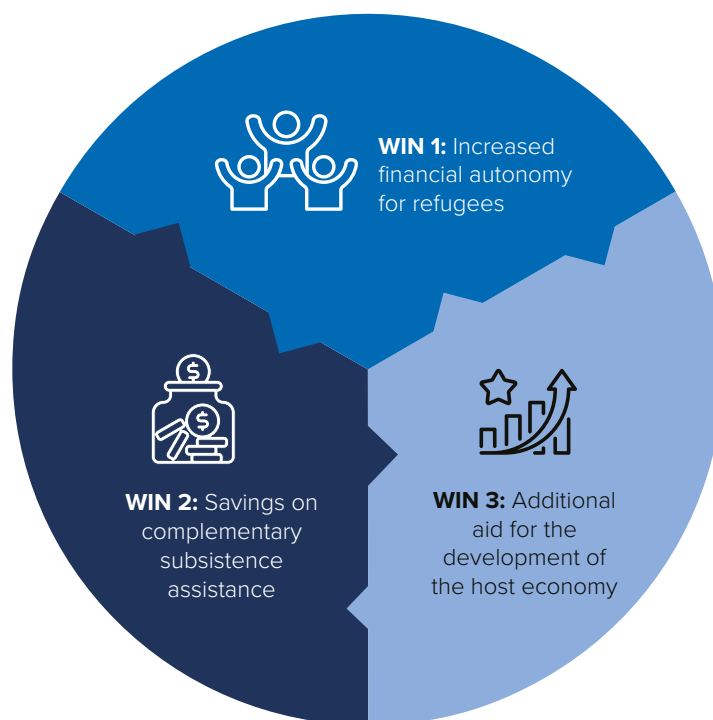 WIN 1: Increased
financial autonomy
for refugees
WIN 2: Savings on
complementary
subsistence
assistance
WIN 3: Additional
aid for the
development of
the host economy
$
$